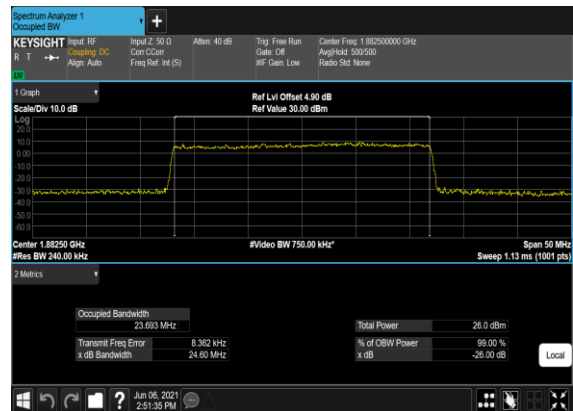 Spectrum Analyzer 1
Occupied BW
+
KEYSIGHT Input: RF Input Z: 50 Ω Atten: 40 dB Trig: Free Run Center Freq: 1.882500000 GHz
R T Coupling: DC Corr CCorr Gate: Off Avg|Hold: 500/500
Align: Auto Freq Ref: Int (S) #IF Gain: Low Radio Std: None
1 Graph Ref Lvl Offset 4.90 dB
Scale/Div 10.0 dB Ref Value 30.00 dBm
Log
20.0
10.0
0.00
-10.0
-20.0
-30.0
-40.0
-50.0
-60.0
Center 1.88250 GHz #Video BW 750.00 kHz* Span 50 MHz
#Res BW 240.00 kHz Sweep 1.13 ms (1001 pts)
2 Metrics
Occupied Bandwidth
23.693 MHz Total Power 26.0 dBm
Transmit Freq Error 8.362 kHz % of OBW Power 99.00 %
x dB Bandwidth 24.60 MHz x dB -26.00 dB
Local
? Jun 06, 2021
2:51:35 PM